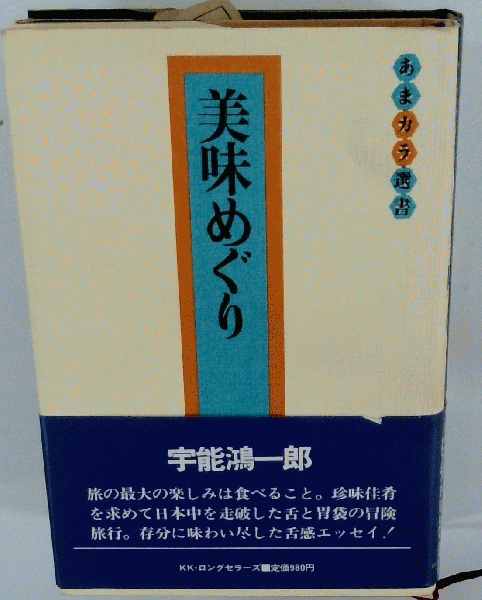 あまカラ選書
美味めぐり
宇能鴻一郎
旅の最大の楽しみは食べること。珍味佳肴
を求めて日本中を走破した舌と胃袋の冒険
旅行。存分に味わい尽した舌感エッセイ!
KK・ロングセラーズ■定価980円